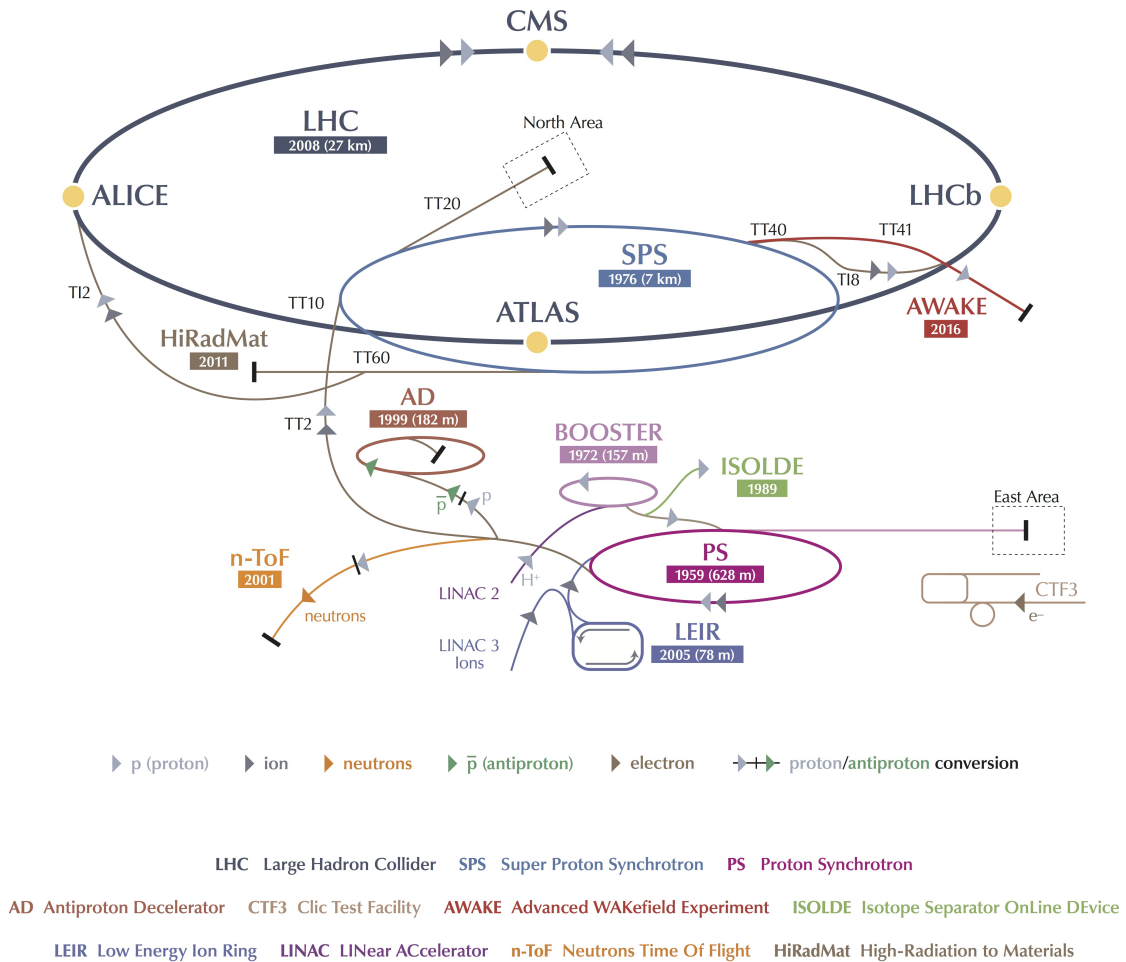 CMS
LHC
2008 (27 km)
North Area
ALICE
LHCb
TT20
TT40
TT41
SPS
1976 (7 km)
TI8
TI2
TT10
ATLAS
AWAKE
2016
HiRadMat
2011
TT60
AD
1999 (182 m)
TT2
BOOSTER
1972 (157 m)
ISOLDE
1989
p̅
p
East Area
n-ToF
2001
PS
1959 (628 m)
H⁺
LINAC 2
neutrons
CTF3
e⁻
LEIR
2005 (78 m)
LINAC 3
Ions
p (proton) ion neutrons p̅ (antiproton) electron proton/antiproton conversion
LHC Large Hadron Collider SPS Super Proton Synchrotron PS Proton Synchrotron
AD Antiproton Decelerator CTF3 Clic Test Facility AWAKE Advanced WAKefield Experiment ISOLDE Isotope Separator OnLine DEvice
LEIR Low Energy Ion Ring LINAC LINear ACcelerator n-ToF Neutrons Time Of Flight HiRadMat High-Radiation to Materials